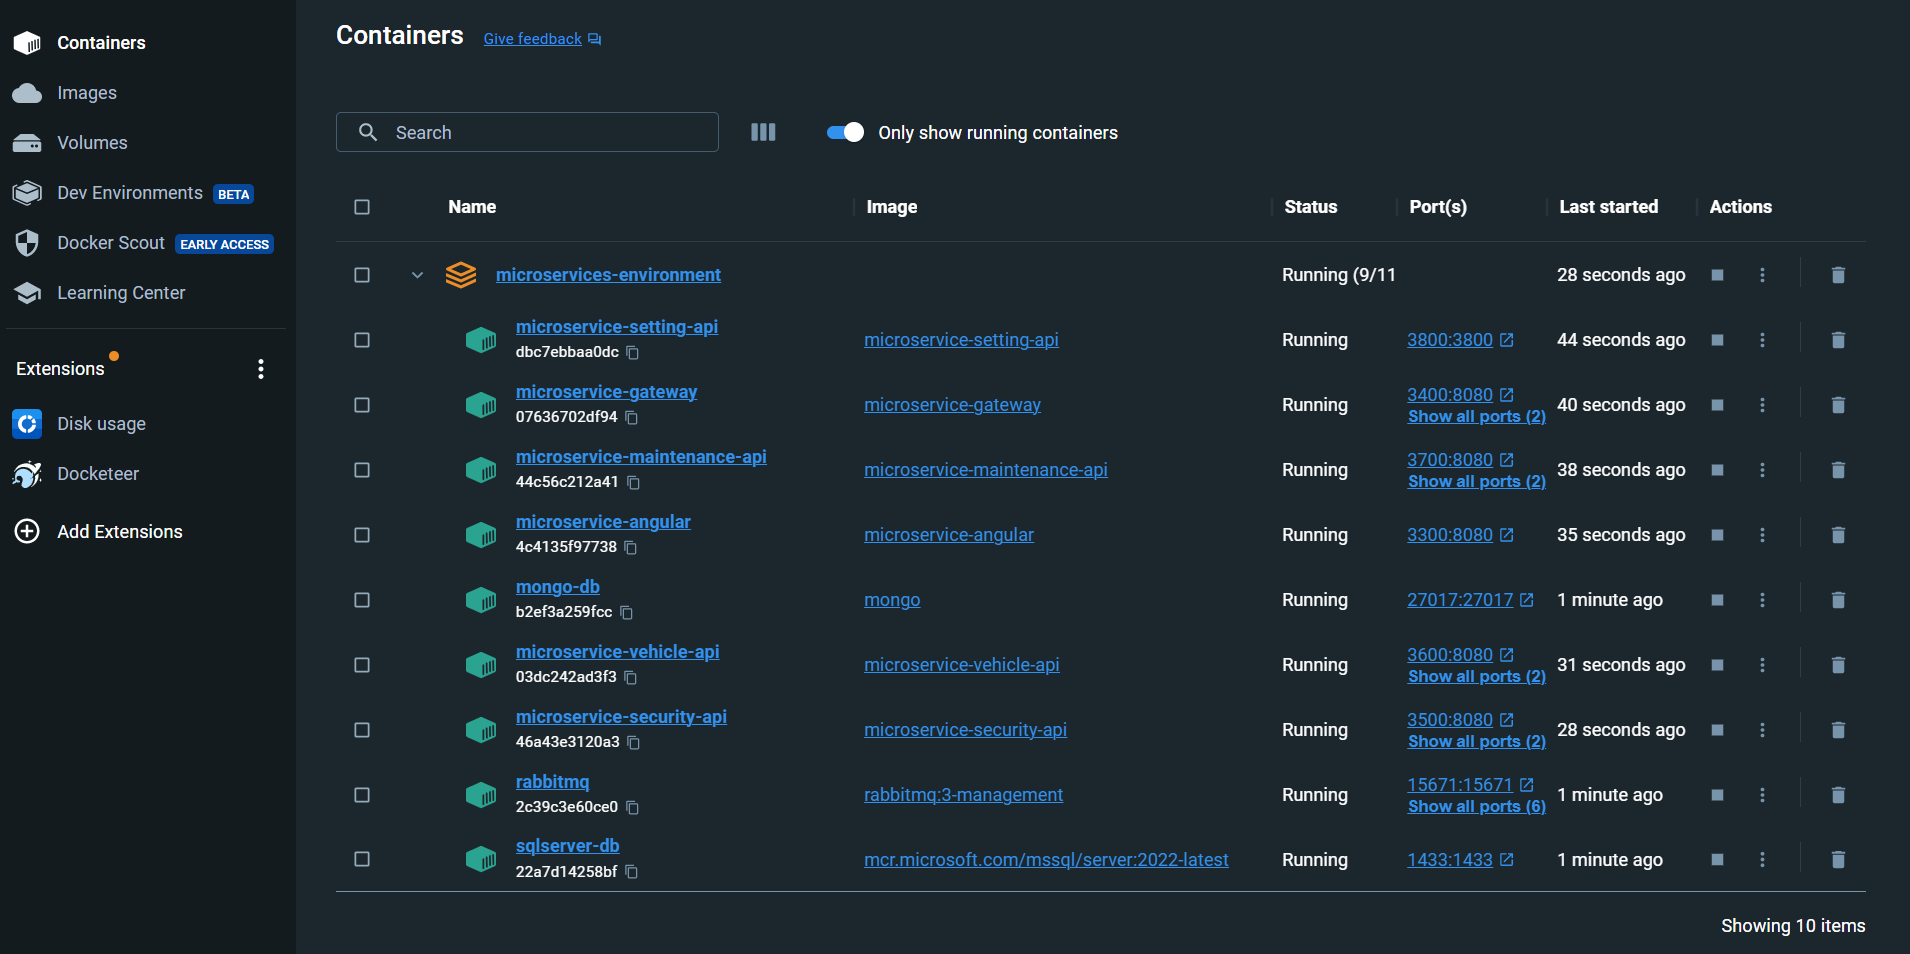 Containers
Images
Volumes
Dev Environments BETA
Docker Scout EARLY ACCESS
Learning Center
Extensions
Disk usage
Docketeer
Add Extensions
Containers Give feedback
Search
Only show running containers
Name Image Status Port(s) Last started Actions
microservices-environment Running (9/11 28 seconds ago
microservice-setting-api
dbc7ebbaa0dc
microservice-setting-api Running 3800:3800 44 seconds ago
microservice-gateway
07636702df94
microservice-gateway Running 3400:8080 40 seconds ago
Show all ports (2)
microservice-maintenance-api
44c56c212a41
microservice-maintenance-api Running 3700:8080 38 seconds ago
Show all ports (2)
microservice-angular
4c4135f97738
microservice-angular Running 3300:8080 35 seconds ago
mongo-db
b2ef3a259fcc
mongo Running 27017:27017 1 minute ago
microservice-vehicle-api
03dc242ad3f3
microservice-vehicle-api Running 3600:8080 31 seconds ago
Show all ports (2)
microservice-security-api
46a43e3120a3
microservice-security-api Running 3500:8080 28 seconds ago
Show all ports (2)
rabbitmq
2c39c3e60ce0
rabbitmq:3-management Running 15671:15671 1 minute ago
Show all ports (6)
sqlserver-db
22a7d14258bf
mcr.microsoft.com/mssql/server:2022-latest Running 1433:1433 1 minute ago
Showing 10 items